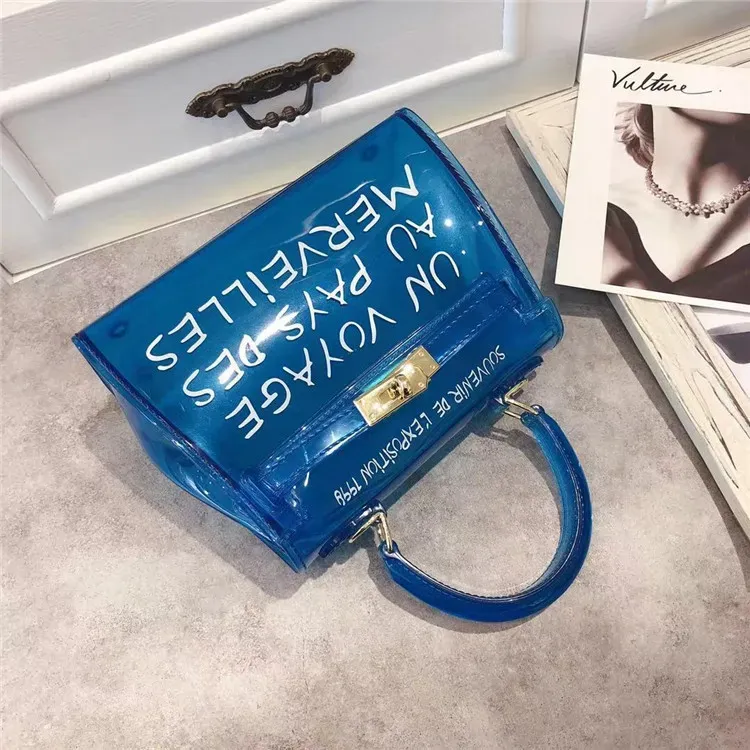 UN VOYAGE
AU PAYS DES
MERVEiLLES
SOUVENIR DE L'EXPOSITION 1998
Vulture.